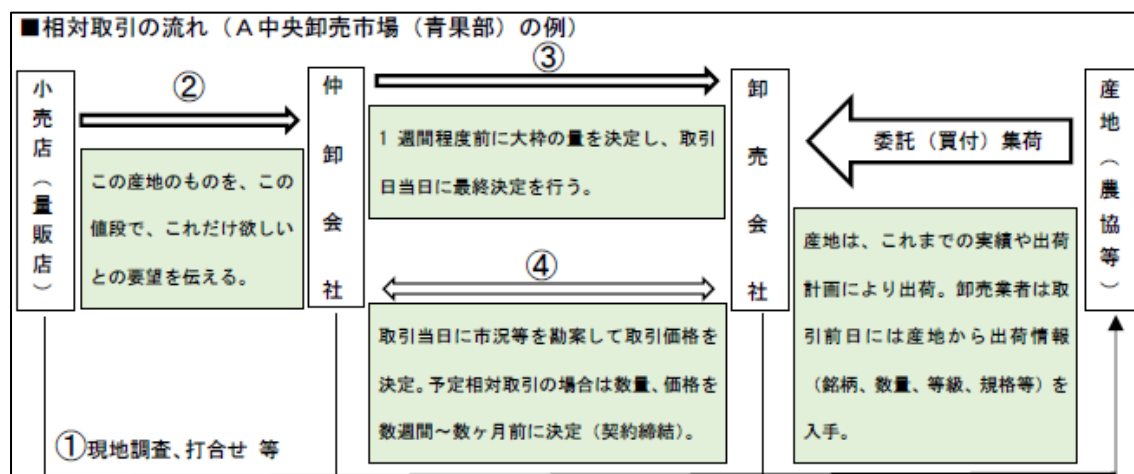 ■相対取引の流れ（A中央卸売市場（青果部）の例）
小売店（量販店）
②
この産地のものを、この
値段で、これだけ欲しい
との要望を伝える。
仲卸会社
③
1 週間程度前に大枠の量を決定し、取引
日当日に最終決定を行う。
④
取引当日に市況等を勘案して取引価格を
決定。予定相対取引の場合は数量、価格を
数週間～数ヶ月前に決定（契約締結）。
卸売会社
委託（買付）集荷
産地は、これまでの実績や出荷
計画により出荷。卸売業者は取
引前日には産地から出荷情報
（銘柄、数量、等級、規格等）を
入手。
産地（農協等）
①現地調査、打合せ 等